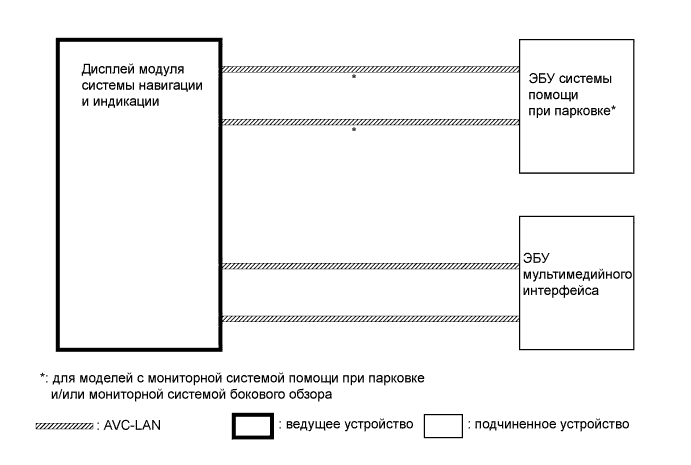 Дисплей модуля
системы навигации
и индикации
*
*
ЭБУ системы
помощи
при парковке*
ЭБУ
мультимедийного
интерфейса
*: для моделей с мониторной системой помощи при парковке
и/или мониторной системой бокового обзора
: AVC-LAN
: ведущее устройство
: подчиненное устройство